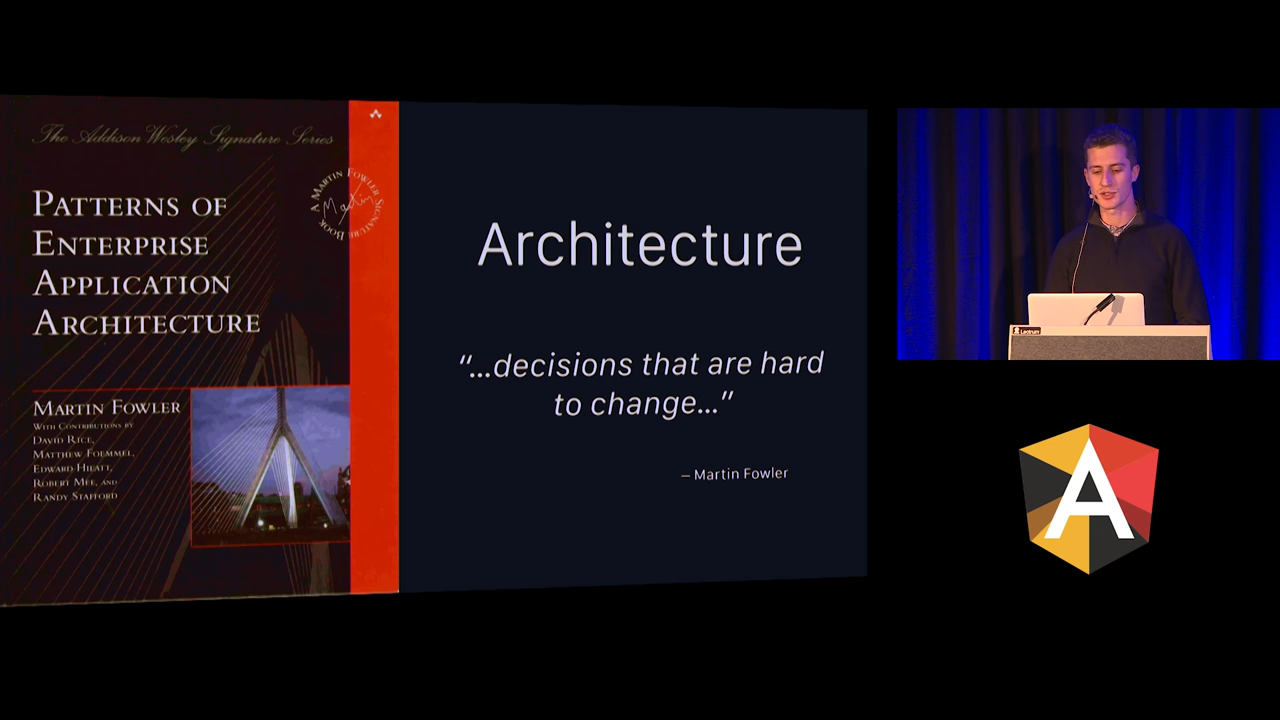 The Addison Wesley Signature Series
A MARTIN FOWLER SIGNATURE BOOK
Martin
PATTERNS OF
ENTERPRISE
APPLICATION
ARCHITECTURE
MARTIN FOWLER
WITH CONTRIBUTIONS BY
DAVID RICE,
MATTHEW FOEMMEL,
EDWARD HIEATT,
ROBERT MEE, AND
RANDY STAFFORD
Architecture
“...decisions that are hard
to change...”
– Martin Fowler
Lectrum
A